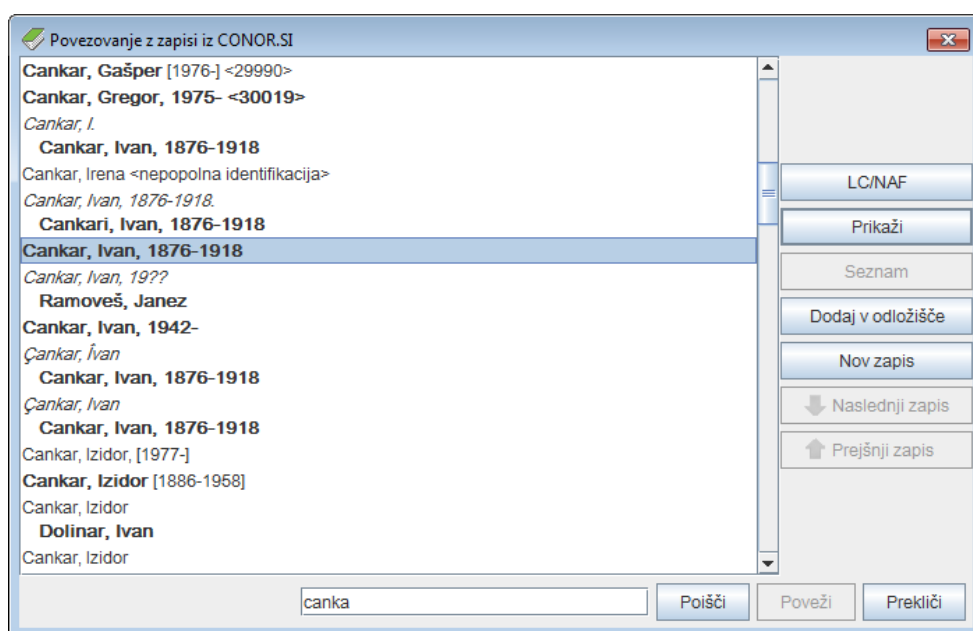 Povezovanje z zapisi iz CONOR.SI
Cankar, Gašper [1976-] <29990>
Cankar, Gregor, 1975- <30019>
Cankar, I.
Cankar, Ivan, 1876-1918
Cankar, Irena <nepopolna identifikacija>
Cankar, Ivan, 1876-1918.
Cankari, Ivan, 1876-1918
Cankar, Ivan, 1876-1918
Cankar, Ivan, 19??
Ramoveš, Janez
Cankar, Ivan, 1942-
Çankar, Îvan
Cankar, Ivan, 1876-1918
Çankar, Ivan
Cankar, Ivan, 1876-1918
Cankar, Izidor, [1977-]
Cankar, Izidor [1886-1958]
Cankar, Izidor
Dolinar, Ivan
Cankar, Izidor
LC/NAF
Prikaži
Seznam
Dodaj v odložišče
Nov zapis
Naslednji zapis
Prejšnji zapis
canka
Poišči
Poveži
Prekliči